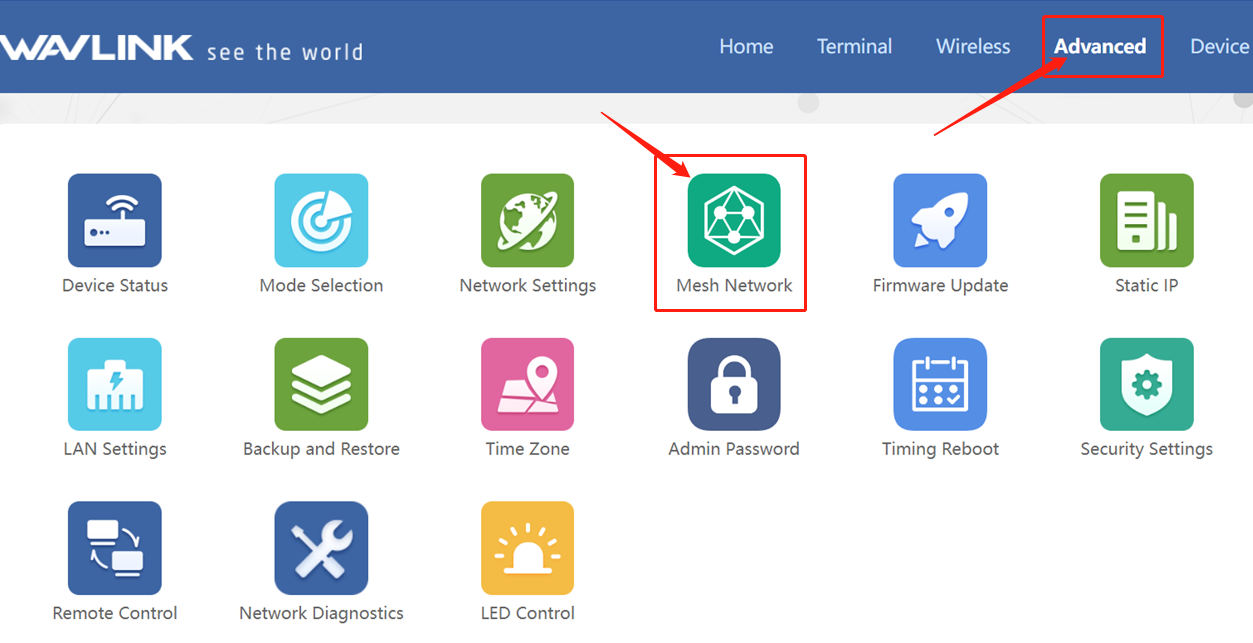 WAVLINK see the world
Home Terminal Wireless Advanced Device
Device Status Mode Selection Network Settings Mesh Network Firmware Update Static IP
LAN Settings Backup and Restore Time Zone Admin Password Timing Reboot Security Settings
Remote Control Network Diagnostics LED Control